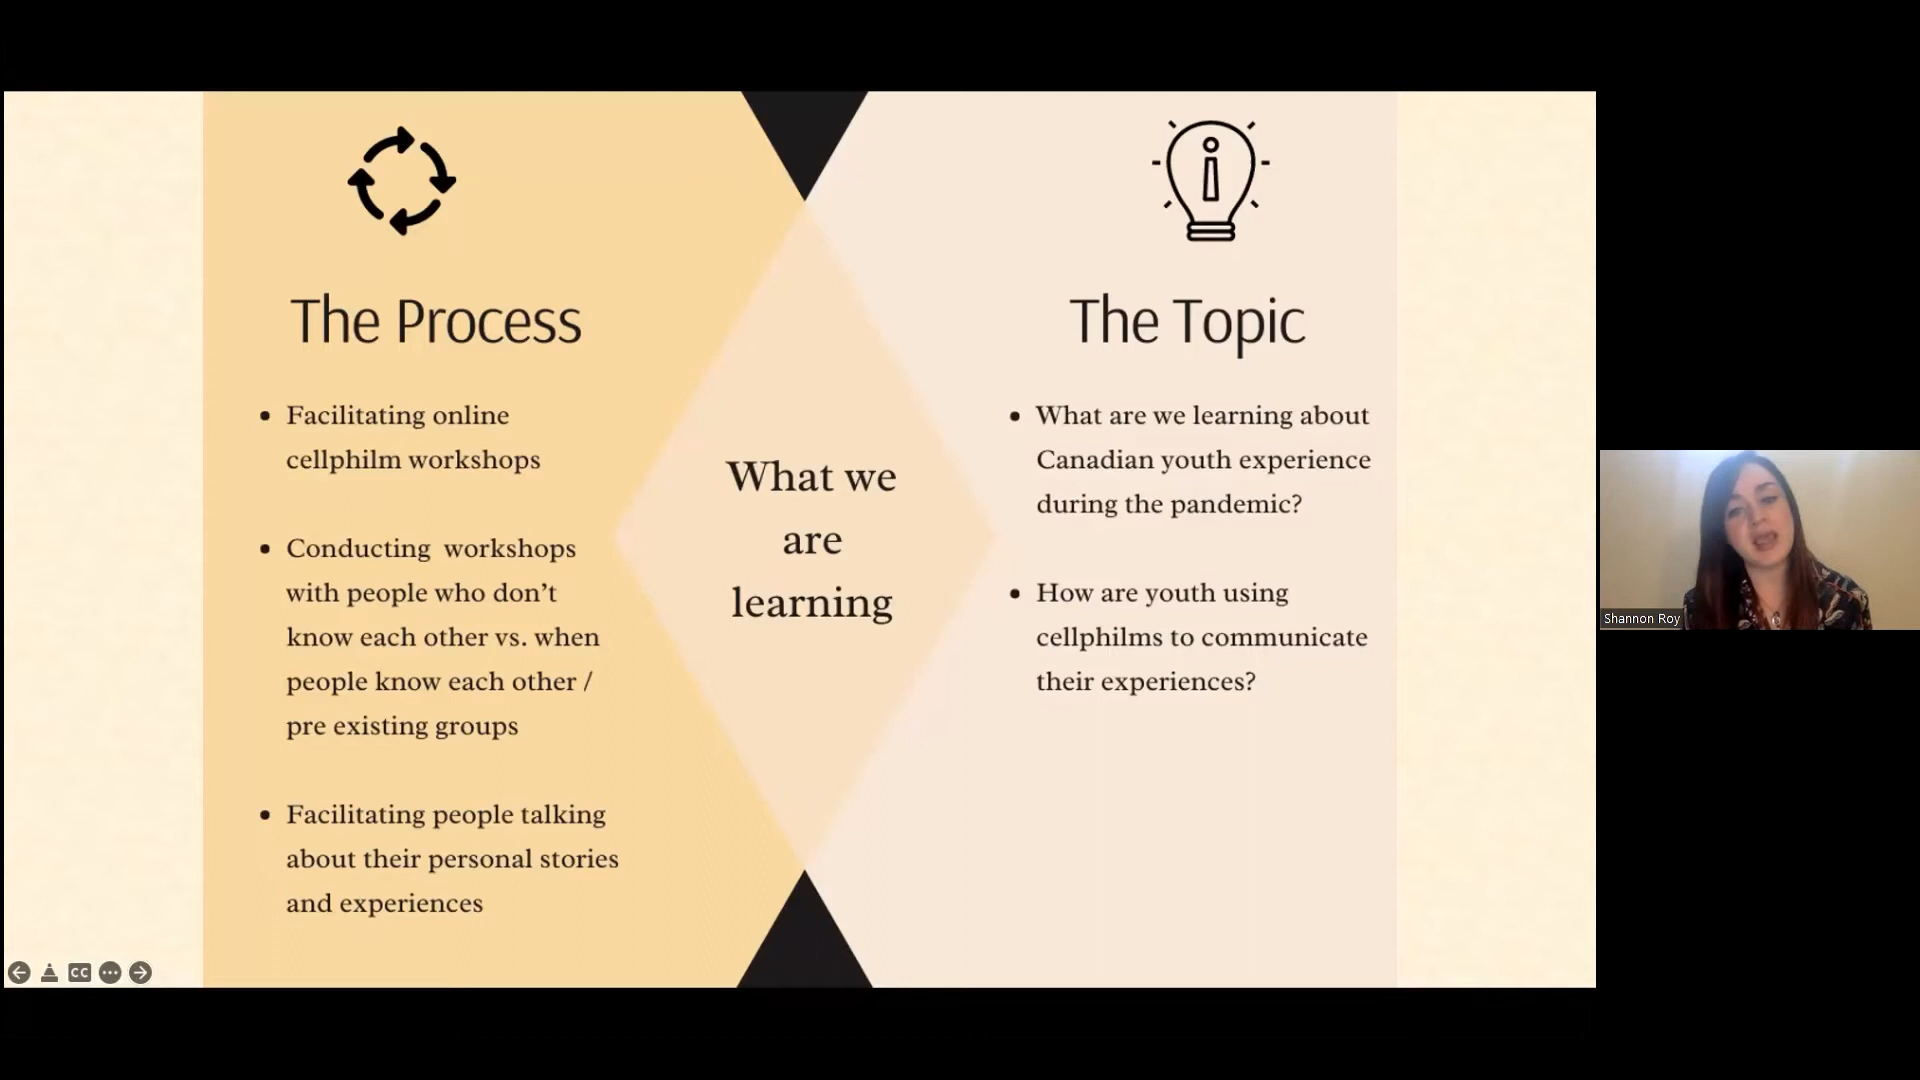 The Process
Facilitating online
cellphilm workshops
Conducting workshops
with people who don’t
know each other vs. when
people know each other /
pre existing groups
Facilitating people talking
about their personal stories
and experiences
What we
are
learning
The Topic
What are we learning about
Canadian youth experience
during the pandemic?
How are youth using
cellphilms to communicate
their experiences?
Shannon Roy
CC